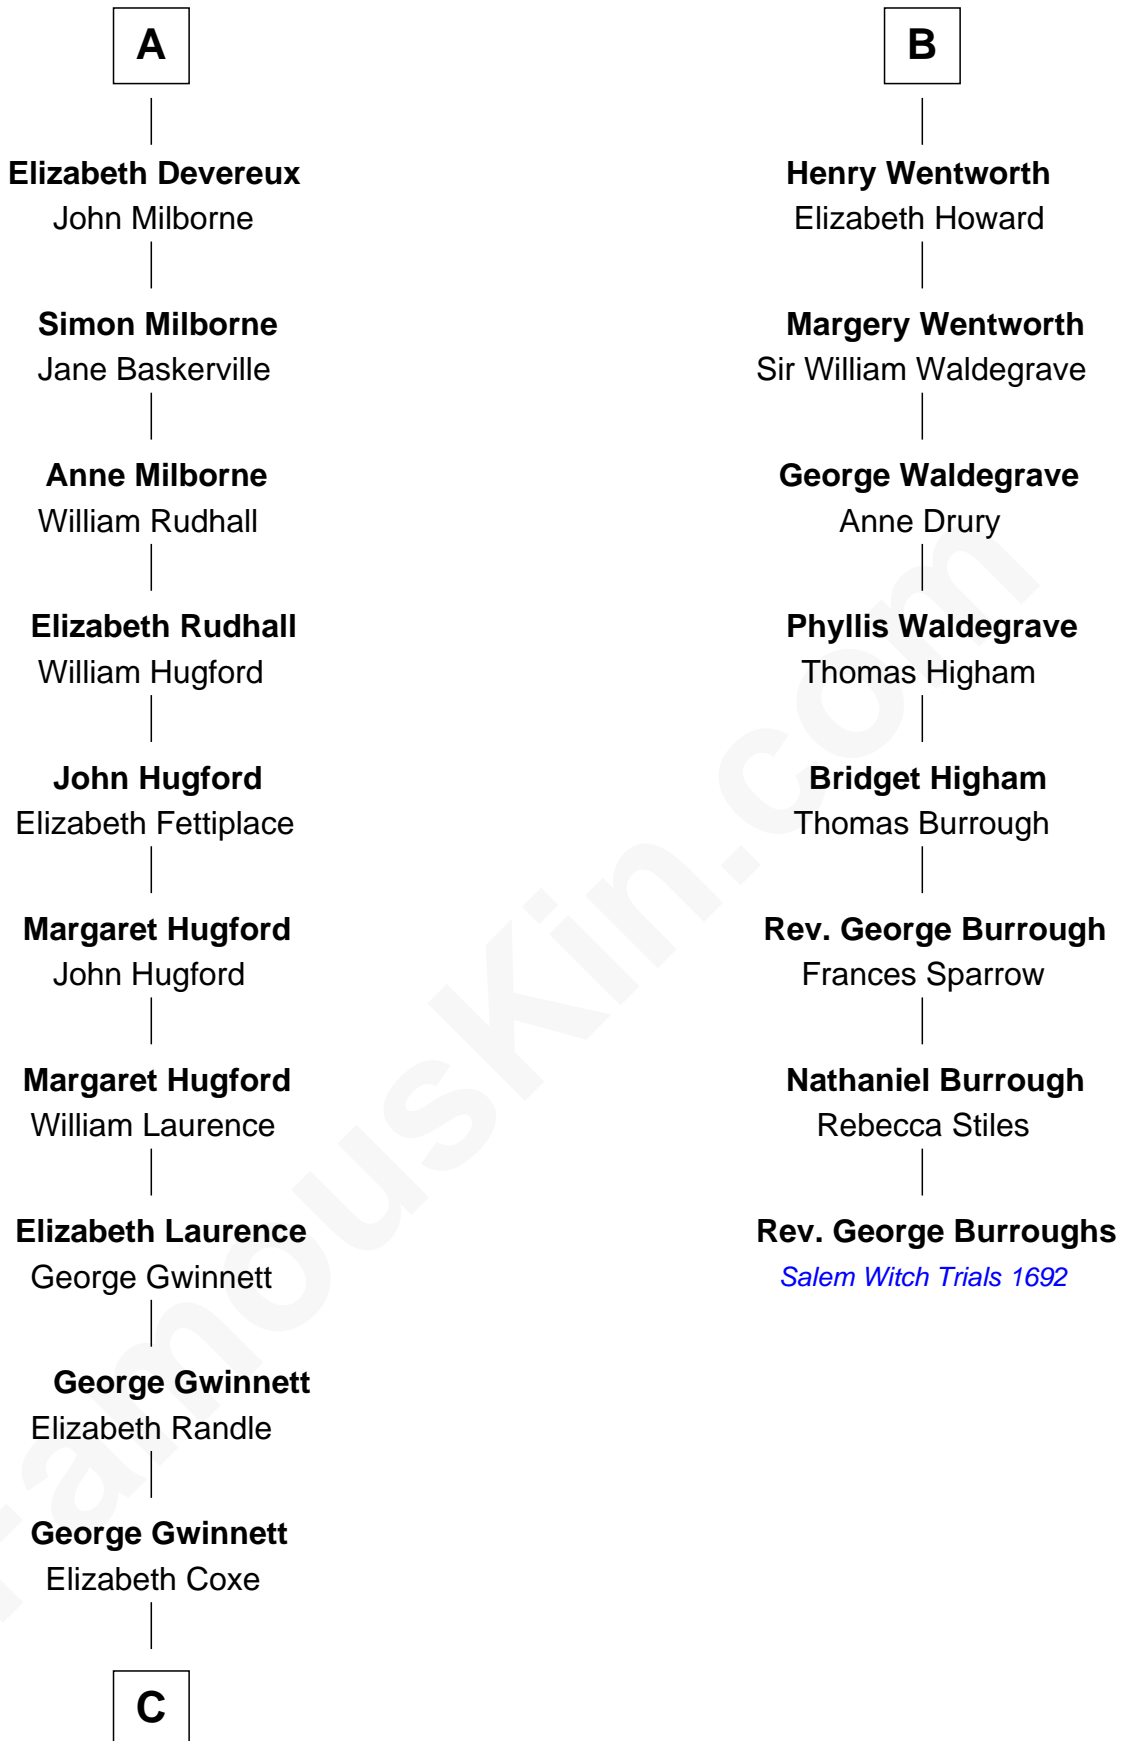 A
Elizabeth Devereux
John Milborne
Simon Milborne
Jane Baskerville
Anne Milborne
William Rudhall
Elizabeth Rudhall
William Hugford
John Hugford
Elizabeth Fettiplace
Margaret Hugford
John Hugford
Margaret Hugford
William Laurence
Elizabeth Laurence
George Gwinnett
George Gwinnett
Elizabeth Randle
George Gwinnett
Elizabeth Coxe
C
B
Henry Wentworth
Elizabeth Howard
Margery Wentworth
Sir William Waldegrave
George Waldegrave
Anne Drury
Phyllis Waldegrave
Thomas Higham
Bridget Higham
Thomas Burrough
Rev. George Burrough
Frances Sparrow
Nathaniel Burrough
Rebecca Stiles
Rev. George Burroughs
Salem Witch Trials 1692
FamousKin.com